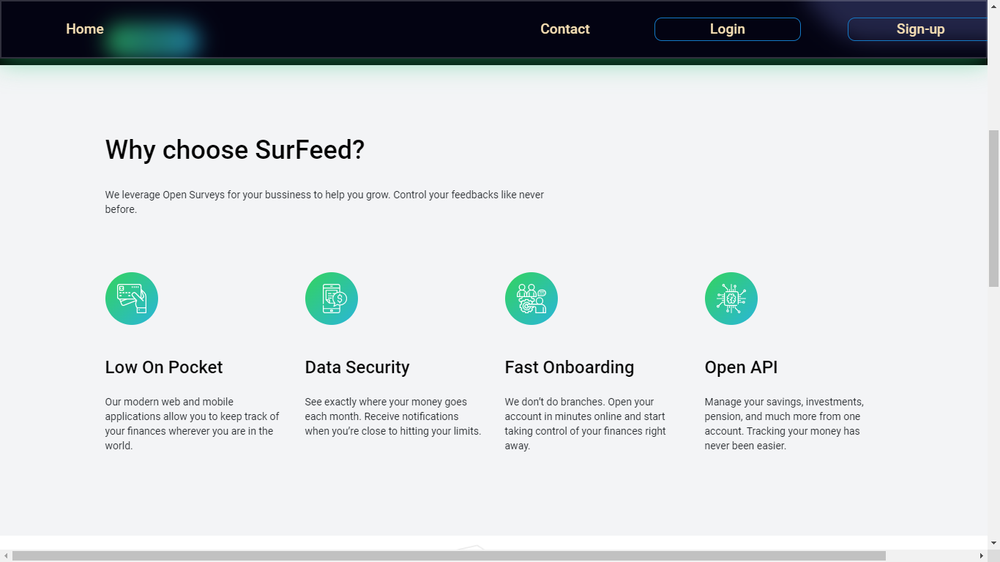 Home
Contact
Login
Sign-up
Why choose SurFeed?
We leverage Open Surveys for your bussiness to help you grow. Control your feedbacks like never
before.
Low On Pocket
Our modern web and mobile
applications allow you to keep track of
your finances wherever you are in the
world.
Data Security
See exactly where your money goes
each month. Receive notifications
when you’re close to hitting your limits.
Fast Onboarding
We don’t do branches. Open your
account in minutes online and start
taking control of your finances right
away.
Open API
Manage your savings, investments,
pension, and much more from one
account. Tracking your money has
never been easier.